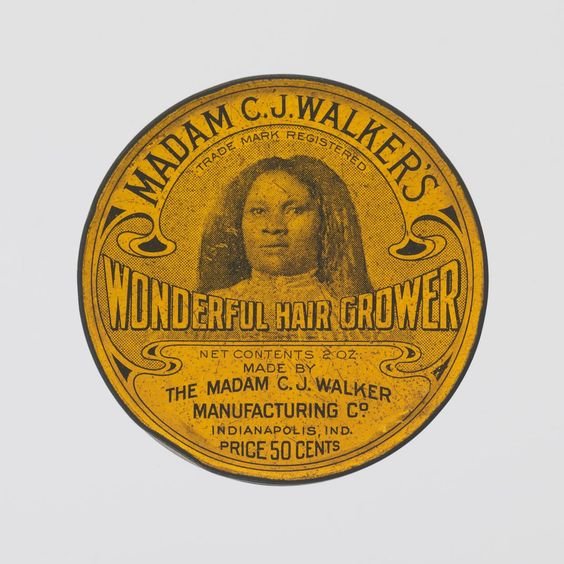 MADAM C.J. WALKER'S
TRADE MARK REGISTERED
WONDERFUL HAIR GROWER
NET CONTENTS 2 OZ.
MADE BY
THE MADAM C. J. WALKER
MANUFACTURING Cº
INDIANAPOLIS, IND.
PRICE 50 CENTS